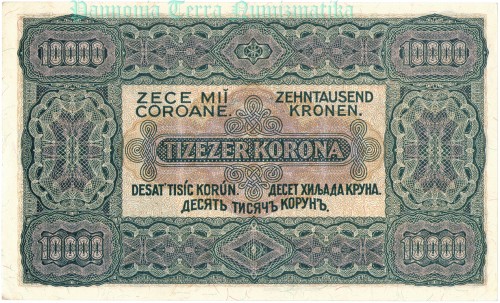 Pannonia Terra Numizmatika
10000 10000
ZECE MII ZEHNTAUSEND
COROANE. KRONEN.
TIZEZER KORONA
DESAT TISÍC KORÚN. ДЕСЕТ ХИЉАДА КРУНА.
ДЕСЯТЬ ТИСЯЧЪ КОРУНЪ.
10000 10000